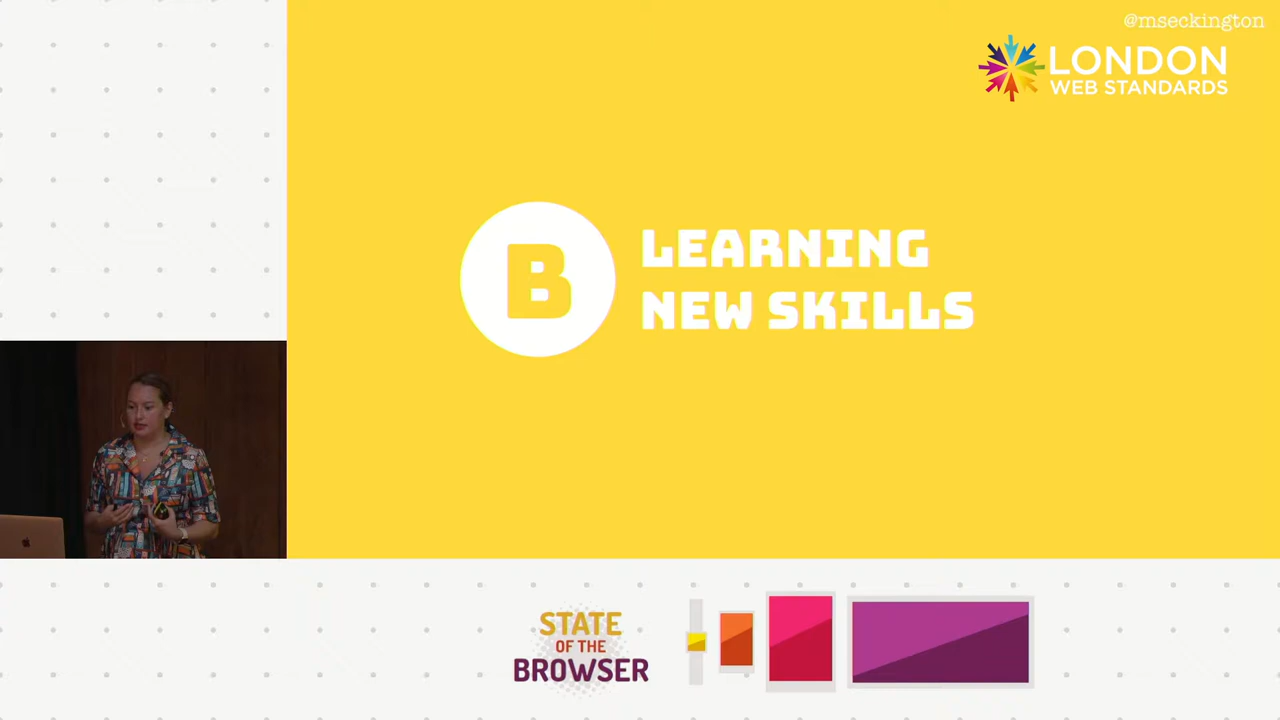 @mseckington
LONDON
WEB STANDARDS
B
LEARNING
NEW SKILLS
STATE
OF THE
BROWSER